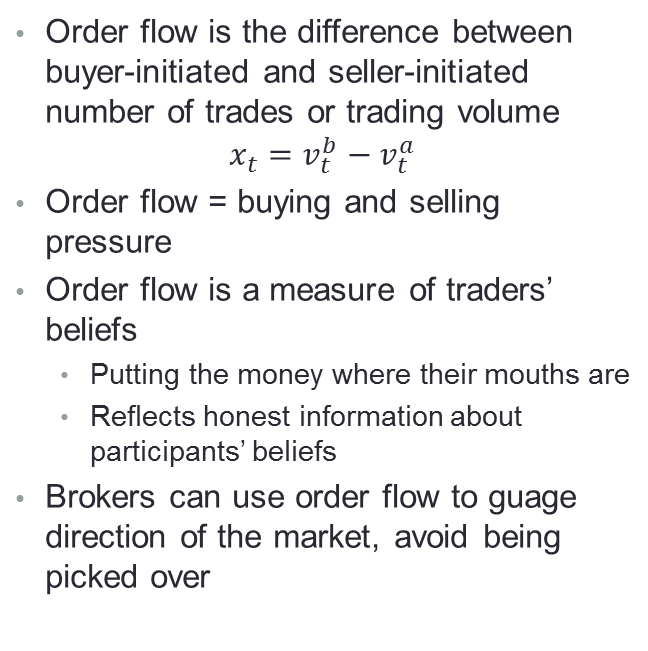 • Order flow is the difference between
buyer-initiated and seller-initiated
number of trades or trading volume
xₜ = vₜᵇ − vₜᵃ
• Order flow = buying and selling
pressure
• Order flow is a measure of traders’
beliefs
• Putting the money where their mouths are
• Reflects honest information about
participants’ beliefs
• Brokers can use order flow to guage
direction of the market, avoid being
picked over